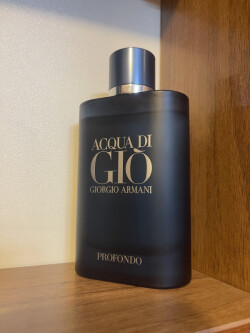 ACQUA DI
GIÒ
GIORGIO ARMANI
PROFONDO